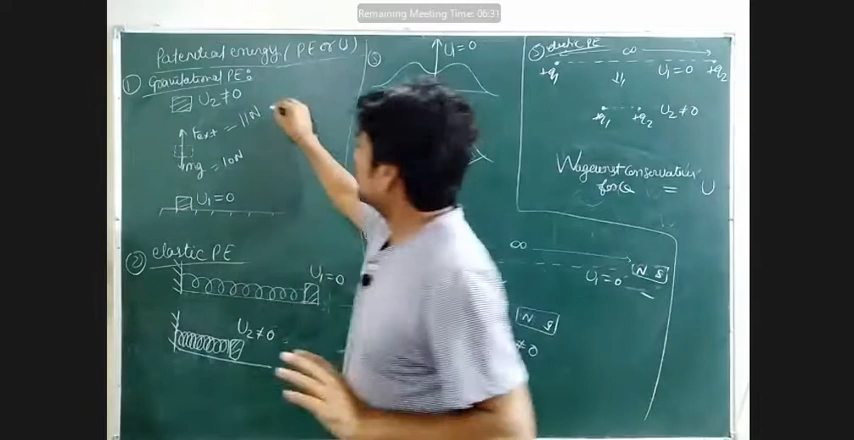 Remaining Meeting Time: 06:31
Potential energy (PE or U)
① Gravitational PE:
U₂≠0
Fext = 11N
mg = 10N
U₁=0
② elastic PE
U₁=0
U₂≠0
③
U=0
⑤ electric PE
∞
+q₁ U₁=0 +q₂
+q₁ +q₂ U₂≠0
Wagainst conservative
force = U
∞
U₁=0 N S
N S
≠0